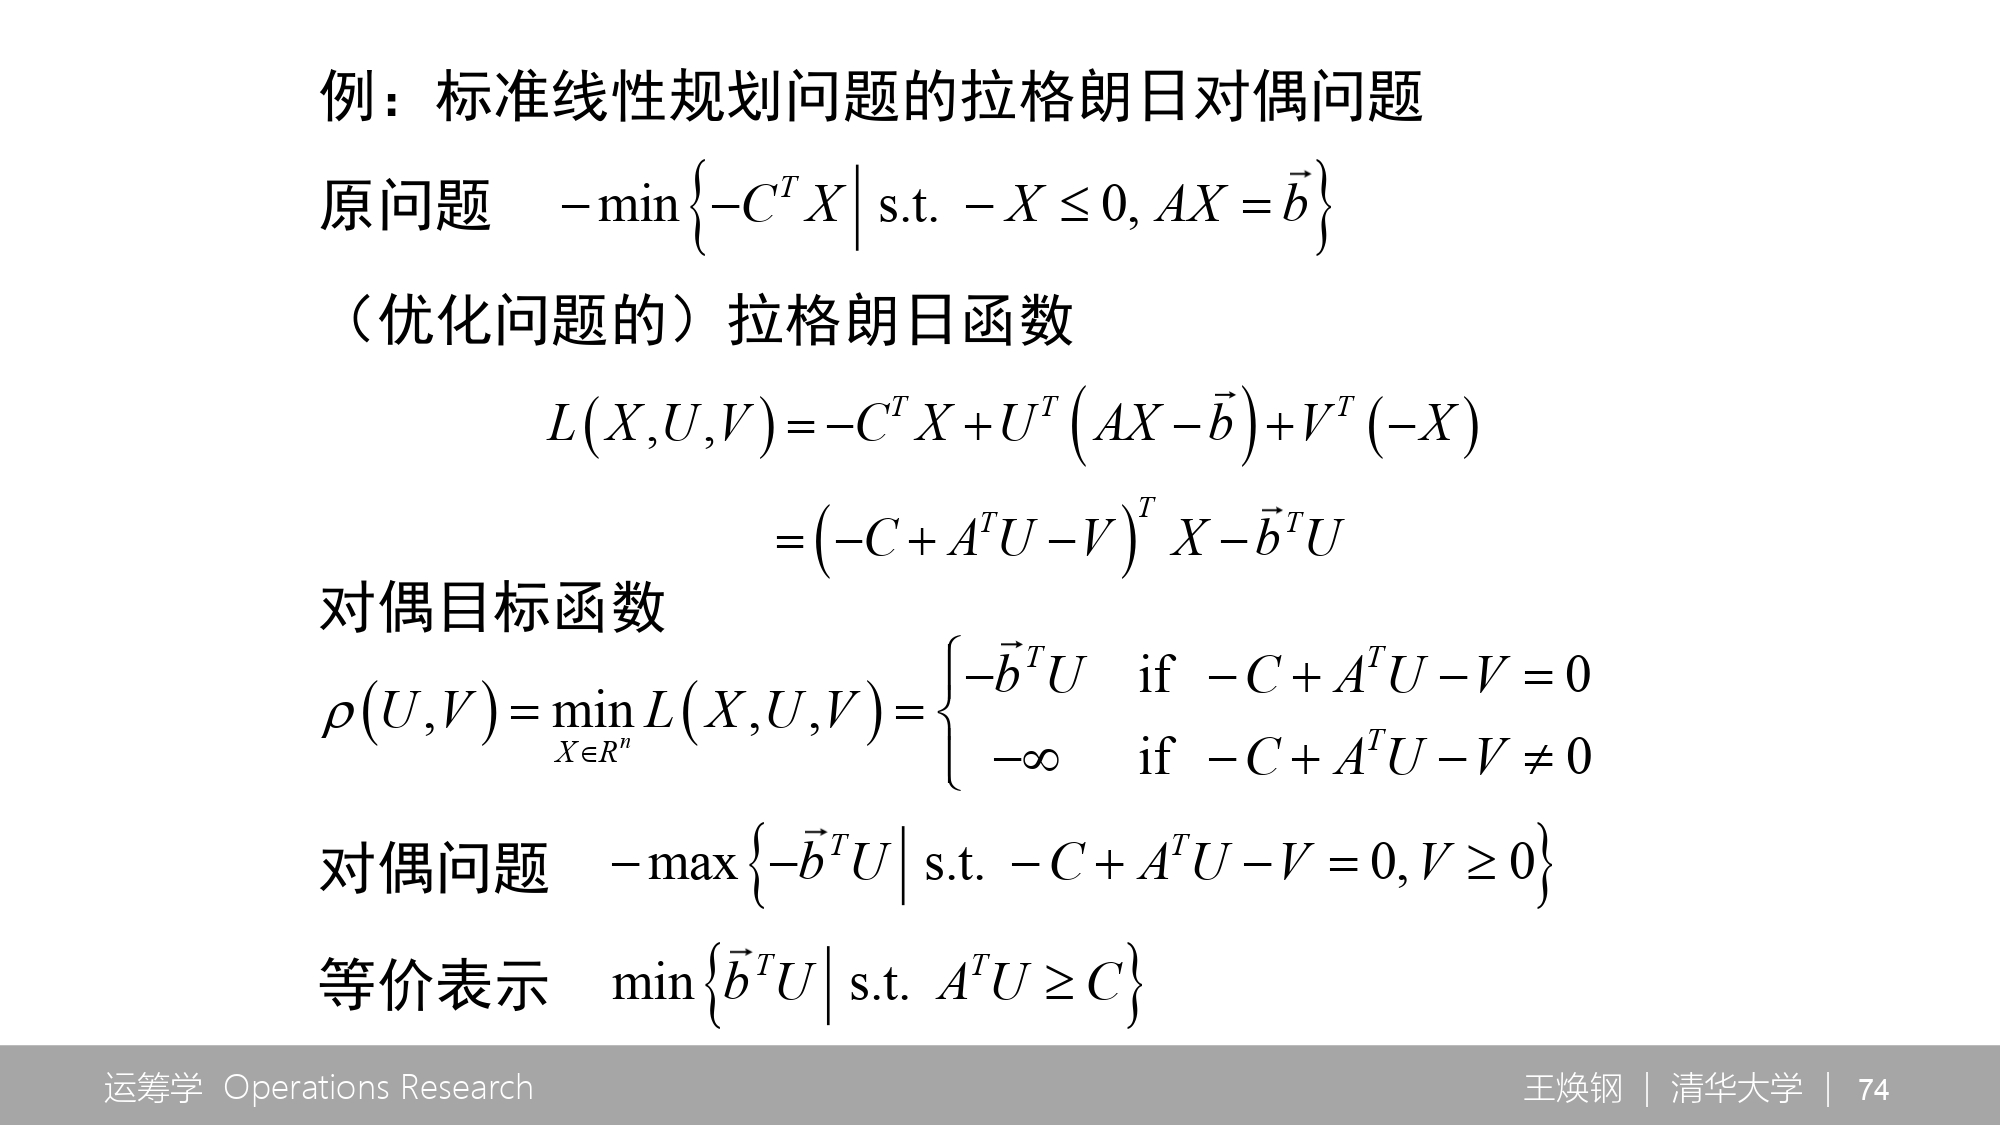 例：标准线性规划问题的拉格朗日对偶问题
原问题 $-\min\left\{-C^T X \middle| \text{s.t. } -X \leq 0, AX = \vec{b}\right\}$
（优化问题的）拉格朗日函数
$L(X,U,V) = -C^T X + U^T\left(AX - \vec{b}\right) + V^T(-X)$
$= \left(-C + A^T U - V\right)^T X - \vec{b}^T U$
对偶目标函数
$\rho(U,V) = \min_{X \in R^n} L(X,U,V) = \begin{cases} -\vec{b}^T U & \text{if } -C + A^T U - V = 0 \\ -\infty & \text{if } -C + A^T U - V \neq 0 \end{cases}$
对偶问题 $-\max\left\{-\vec{b}^T U \middle| \text{s.t. } -C + A^T U - V = 0, V \geq 0\right\}$
等价表示 $\min\left\{\vec{b}^T U \middle| \text{s.t. } A^T U \geq C\right\}$
运筹学 Operations Research 王焕钢 | 清华大学 | 74